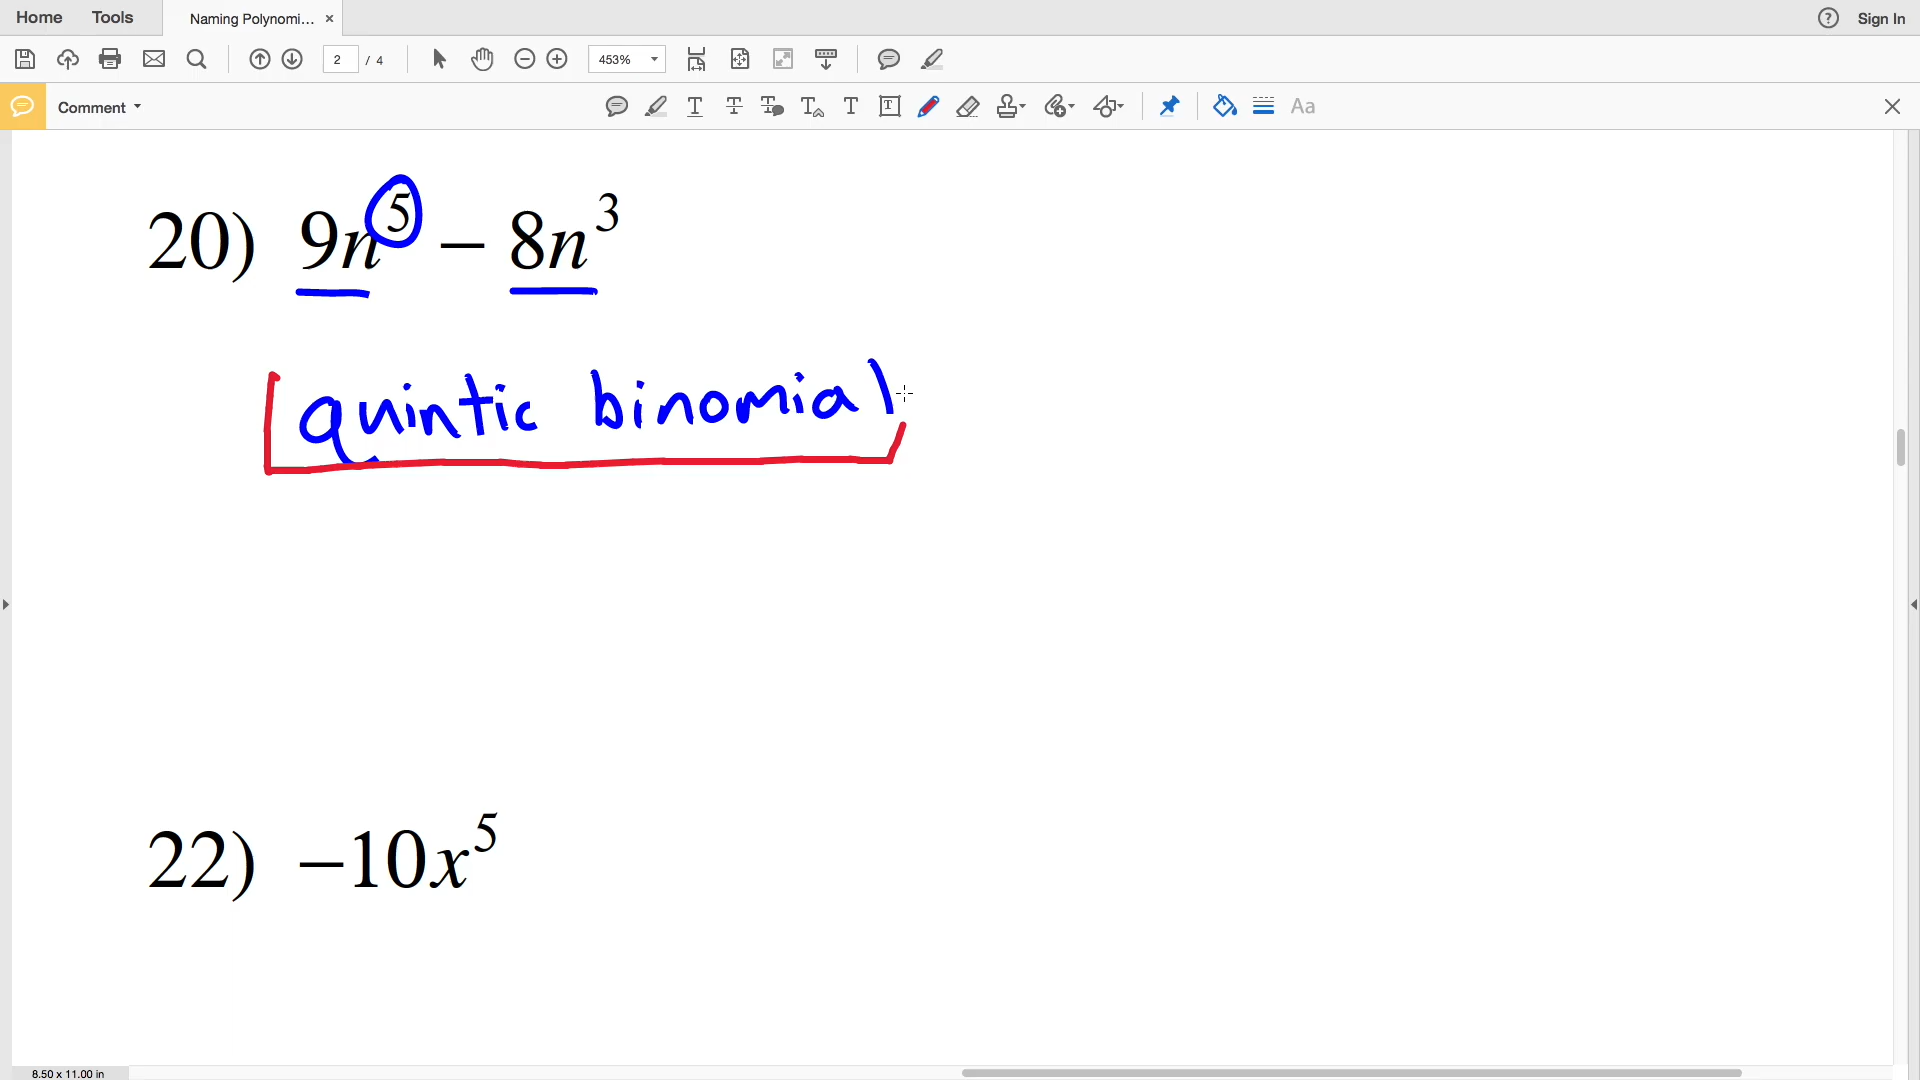 Home Tools Naming Polynomi... × ? Sign In
2 / 4 453%
Comment Aa
20) 9n⁵ − 8n³
quintic binomial
22) −10x⁵
8.50 x 11.00 in